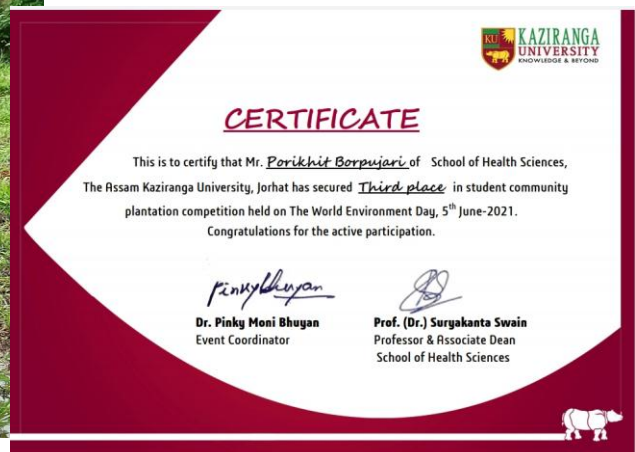 KU
KAZIRANGA
UNIVERSITY
KNOWLEDGE & BEYOND
CERTIFICATE
This is to certify that Mr. Porikhit Borpujari of School of Health Sciences,
The Assam Kaziranga University, Jorhat has secured Third place in student community
plantation competition held on The World Environment Day, 5th June-2021.
Congratulations for the active participation.
Pinkybhuyan
Dr. Pinky Moni Bhuyan
Event Coordinator
Prof. (Dr.) Suryakanta Swain
Professor & Associate Dean
School of Health Sciences